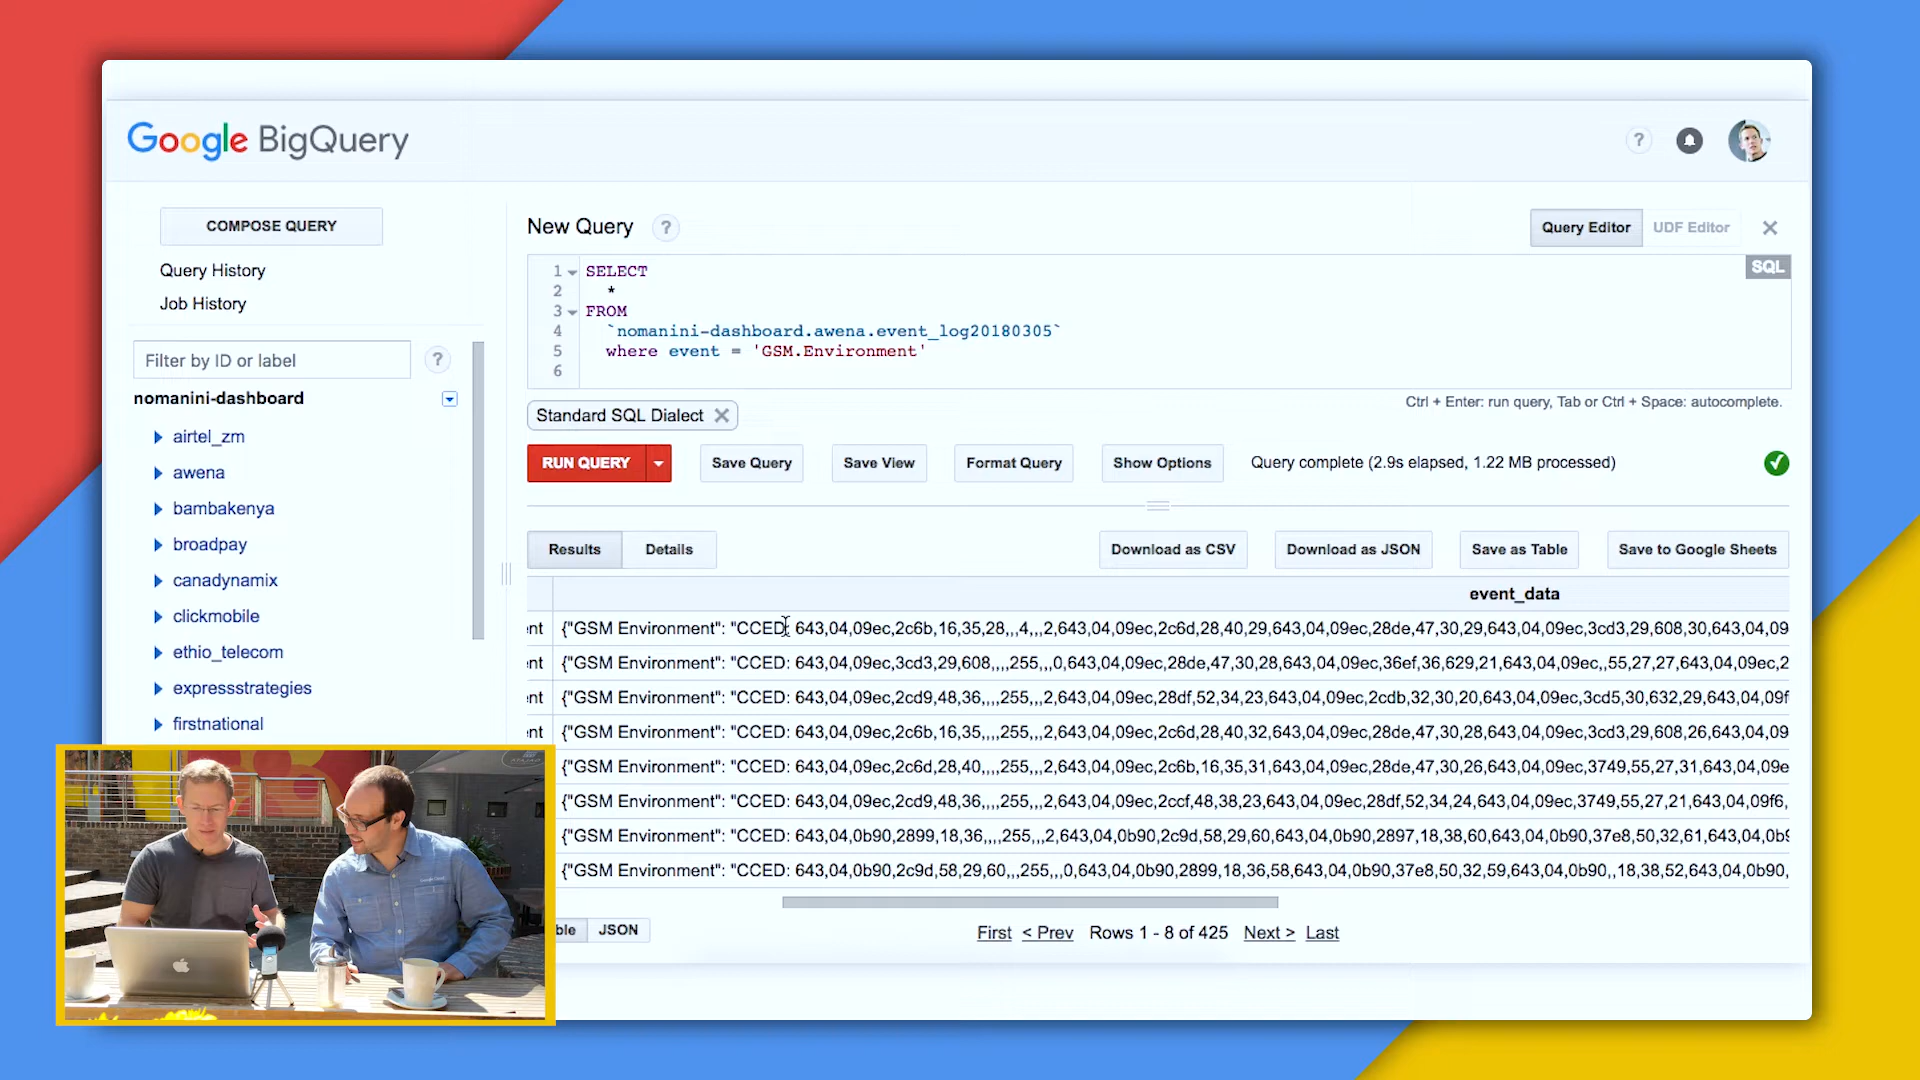 Google BigQuery
?
COMPOSE QUERY
Query History
Job History
Filter by ID or label
?
nomanini-dashboard
airtel_zm
awena
bambakenya
broadpay
canadynamix
clickmobile
ethio_telecom
expressstrategies
firstnational
New Query ?
Query Editor UDF Editor
SQL
1 SELECT
2 *
3 FROM
4 `nomanini-dashboard.awena.event_log20180305`
5 where event = 'GSM.Environment'
6
Ctrl + Enter: run query, Tab or Ctrl + Space: autocomplete.
Standard SQL Dialect
RUN QUERY Save Query Save View Format Query Show Options Query complete (2.9s elapsed, 1.22 MB processed)
Results Details Download as CSV Download as JSON Save as Table Save to Google Sheets
event_data
nt {"GSM Environment": "CCED: 643,04,09ec,2c6b,16,35,28,,,4,,,2,643,04,09ec,2c6d,28,40,29,643,04,09ec,28de,47,30,29,643,04,09ec,3cd3,29,608,30,643,04,09
nt {"GSM Environment": "CCED: 643,04,09ec,3cd3,29,608,,,,255,,,0,643,04,09ec,28de,47,30,28,643,04,09ec,36ef,36,629,21,643,04,09ec,,55,27,27,643,04,09ec,2
nt {"GSM Environment": "CCED: 643,04,09ec,2cd9,48,36,,,,255,,,2,643,04,09ec,28df,52,34,23,643,04,09ec,2cdb,32,30,20,643,04,09ec,3cd5,30,632,29,643,04,09f
nt {"GSM Environment": "CCED: 643,04,09ec,2c6b,16,35,,,,255,,,2,643,04,09ec,2c6d,28,40,32,643,04,09ec,28de,47,30,28,643,04,09ec,3cd3,29,608,26,643,04,09
nt {"GSM Environment": "CCED: 643,04,09ec,2c6d,28,40,,,,255,,,2,643,04,09ec,2c6b,16,35,31,643,04,09ec,28de,47,30,26,643,04,09ec,3749,55,27,31,643,04,09e
nt {"GSM Environment": "CCED: 643,04,09ec,2cd9,48,36,,,,255,,,2,643,04,09ec,2ccf,48,38,23,643,04,09ec,28df,52,34,24,643,04,09ec,3749,55,27,21,643,04,09f6,
{"GSM Environment": "CCED: 643,04,0b90,2899,18,36,,,,255,,,2,643,04,0b90,2c9d,58,29,60,643,04,0b90,2897,18,38,60,643,04,0b90,37e8,50,32,61,643,04,0b9
{"GSM Environment": "CCED: 643,04,0b90,2c9d,58,29,60,,,255,,,0,643,04,0b90,2899,18,36,58,643,04,0b90,37e8,50,32,59,643,04,0b90,,18,38,52,643,04,0b90,
ble JSON First < Prev Rows 1 - 8 of 425 Next > Last